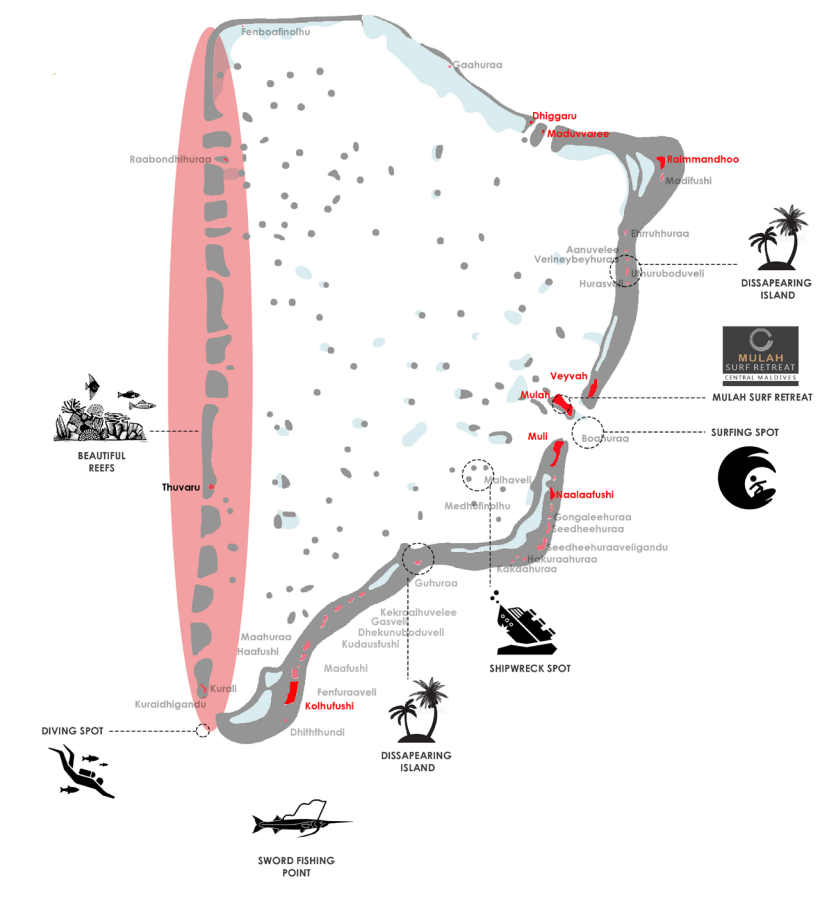 Fenboafinolhu
Gaahuraa
Dhiggaru
Maduvvaree
Raabondhihuraa
Raimmandhoo
Madifushi
Ehrruhhuraa
Aanuvelee
Verineybeyhuraa
Uthuruboduveli
Hurasveli
DISSAPEARING
ISLAND
MULAH
SURF RETREAT
CENTRAL MALDIVES
Veyvah
Mulah
MULAH SURF RETREAT
Muli
Boahuraa
SURFING SPOT
BEAUTIFUL
REEFS
Thuvaru
Malhaveli
Naalaafushi
Medhufinolhu
Gongaleehuraa
Seedheehuraa
Seedheehuraaveligandu
Hakuraahuraa
Kakaahuraa
Guhuraa
Kekraalhuvelee
Gasveli
Dhekunuboduveli
Kudausfushi
Maahuraa
Haafushi
Maafushi
SHIPWRECK SPOT
Kurali
Fenfuraaveli
Kuraidhigandu
Kolhufushi
DIVING SPOT
Dhiththundi
DISSAPEARING
ISLAND
SWORD FISHING
POINT